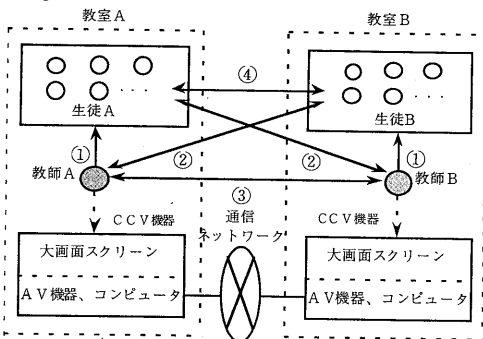 教室A
教室B
④
生徒A
生徒B
①
②
②
①
教師A
教師B
③
CCV機器
通信
ネットワーク
CCV機器
大画面スクリーン
AV機器、コンピュータ
大画面スクリーン
AV機器、コンピュータ